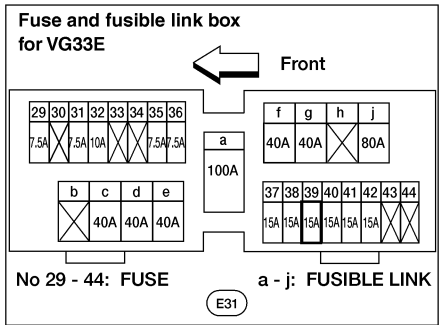 Fuse and fusible link box
for VG33E
Front
29 30 31 32 33 34 35 36
7.5A 7.5A 10A 7.5A 7.5A
a
100A
f g h j
40A 40A 80A
b c d e
40A 40A 40A
37 38 39 40 41 42 43 44
15A 15A 15A 15A 15A 15A
No 29 - 44: FUSE
a - j: FUSIBLE LINK
E31